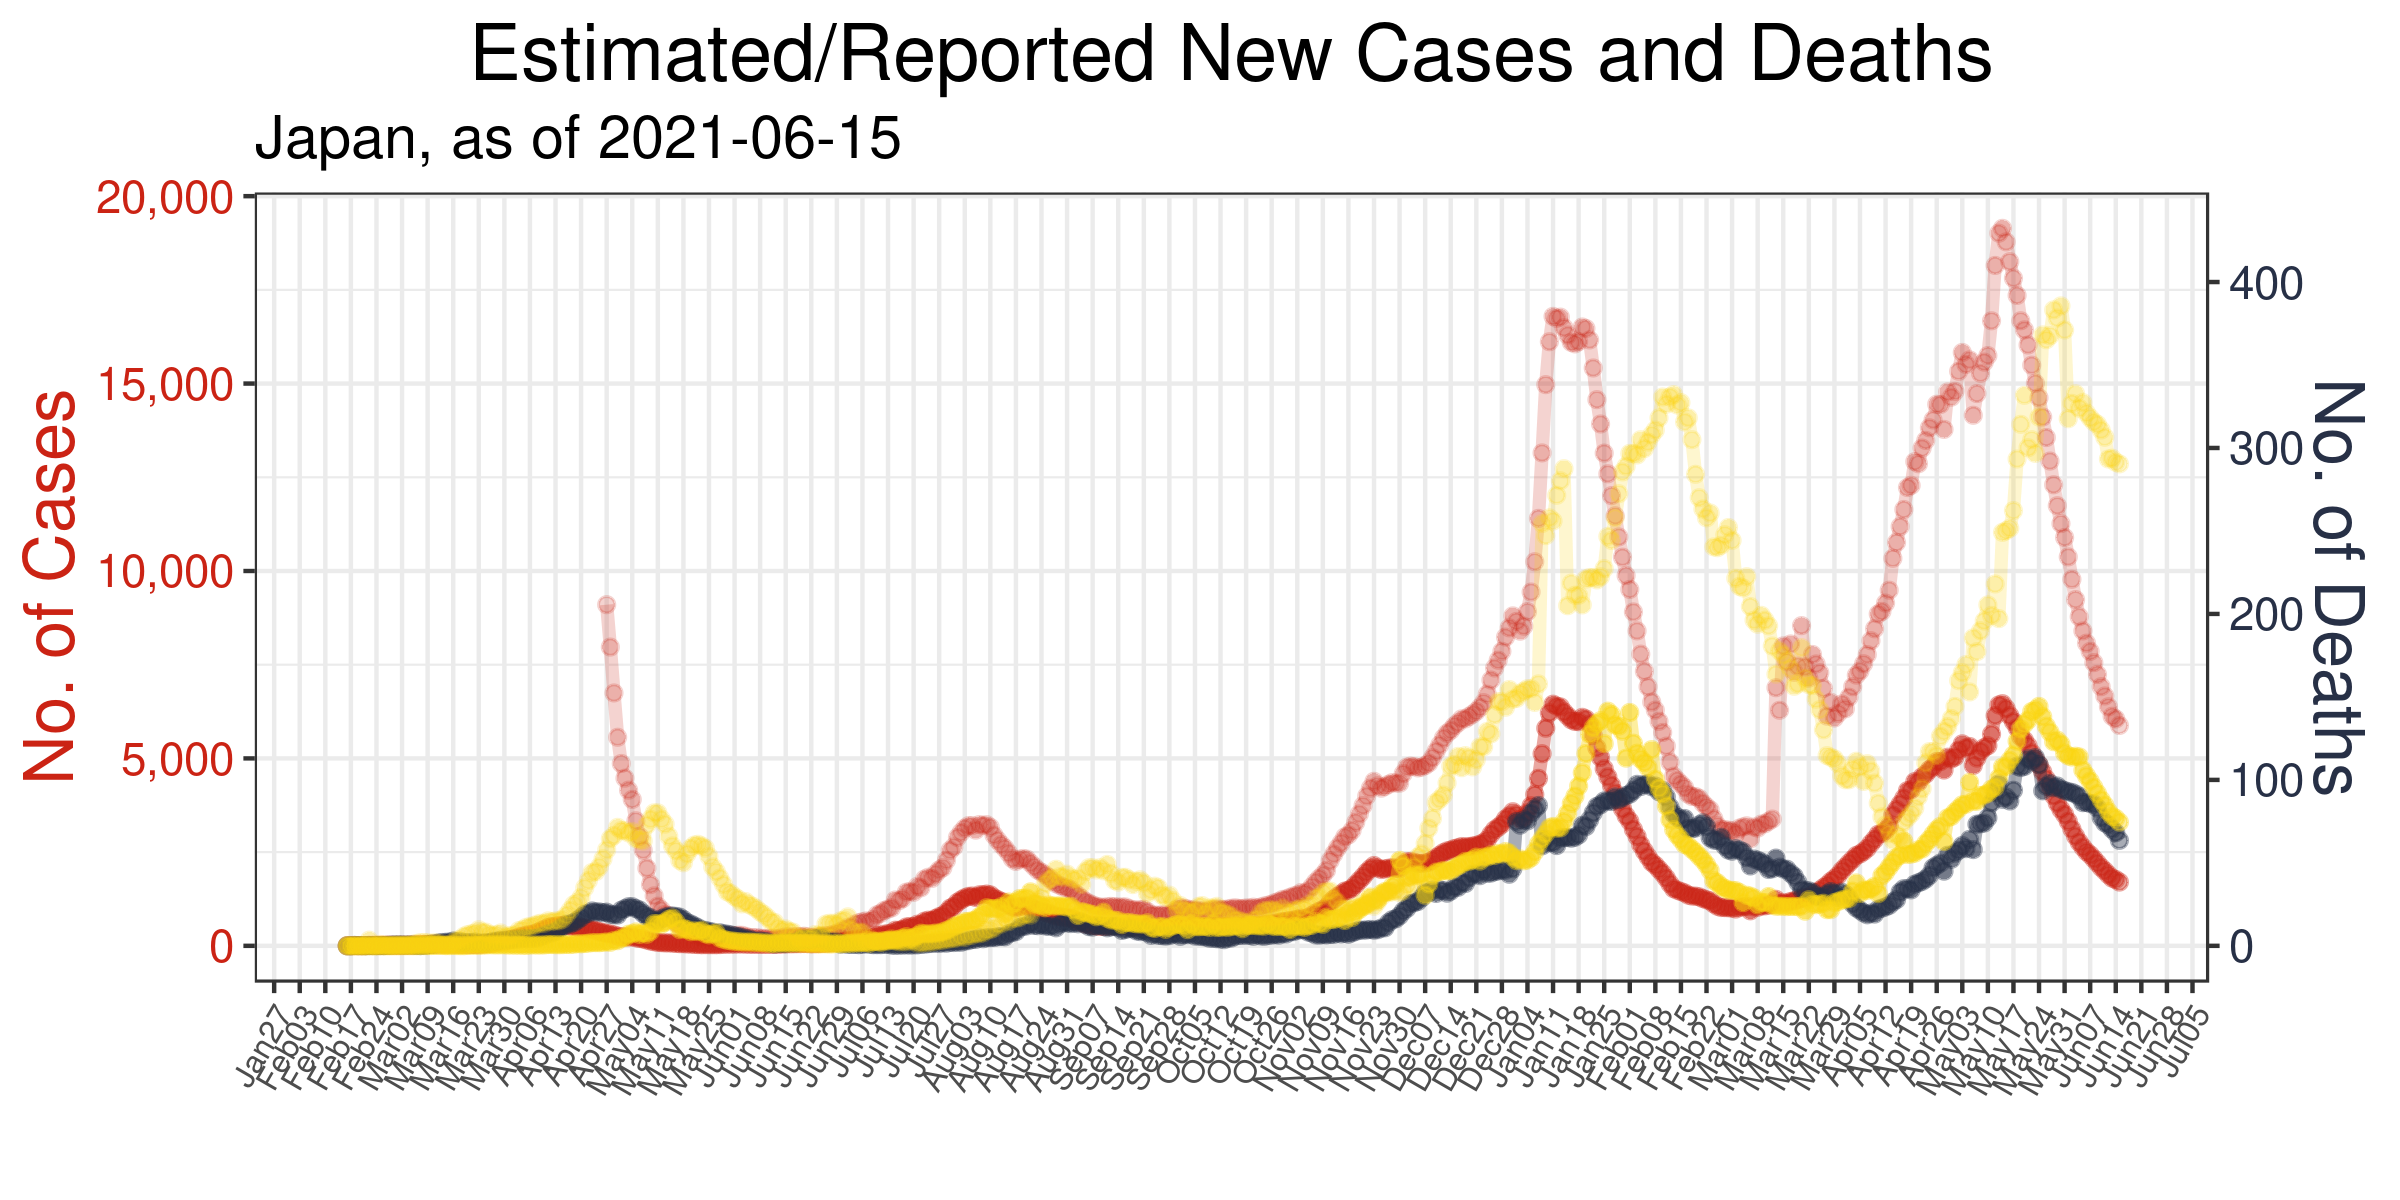 Estimated/Reported New Cases and Deaths
Japan, as of 2021-06-15
No. of Cases
20,000
15,000
10,000
5,000
0
No. of Deaths
400
300
200
100
0
Jan27
Feb03
Feb10
Feb17
Feb24
Mar02
Mar09
Mar16
Mar23
Mar30
Apr06
Apr13
Apr20
Apr27
May04
May11
May18
May25
Jun01
Jun08
Jun15
Jun22
Jun29
Jul06
Jul13
Jul20
Jul27
Aug03
Aug10
Aug17
Aug24
Aug31
Sep07
Sep14
Sep21
Sep28
Oct05
Oct12
Oct19
Oct26
Nov02
Nov09
Nov16
Nov23
Nov30
Dec07
Dec14
Dec21
Dec28
Jan04
Jan11
Jan18
Jan25
Feb01
Feb08
Feb15
Feb22
Mar01
Mar08
Mar15
Mar22
Mar29
Apr05
Apr12
Apr19
Apr26
May03
May10
May17
May24
May31
Jun07
Jun14
Jun21
Jun28
Jul05